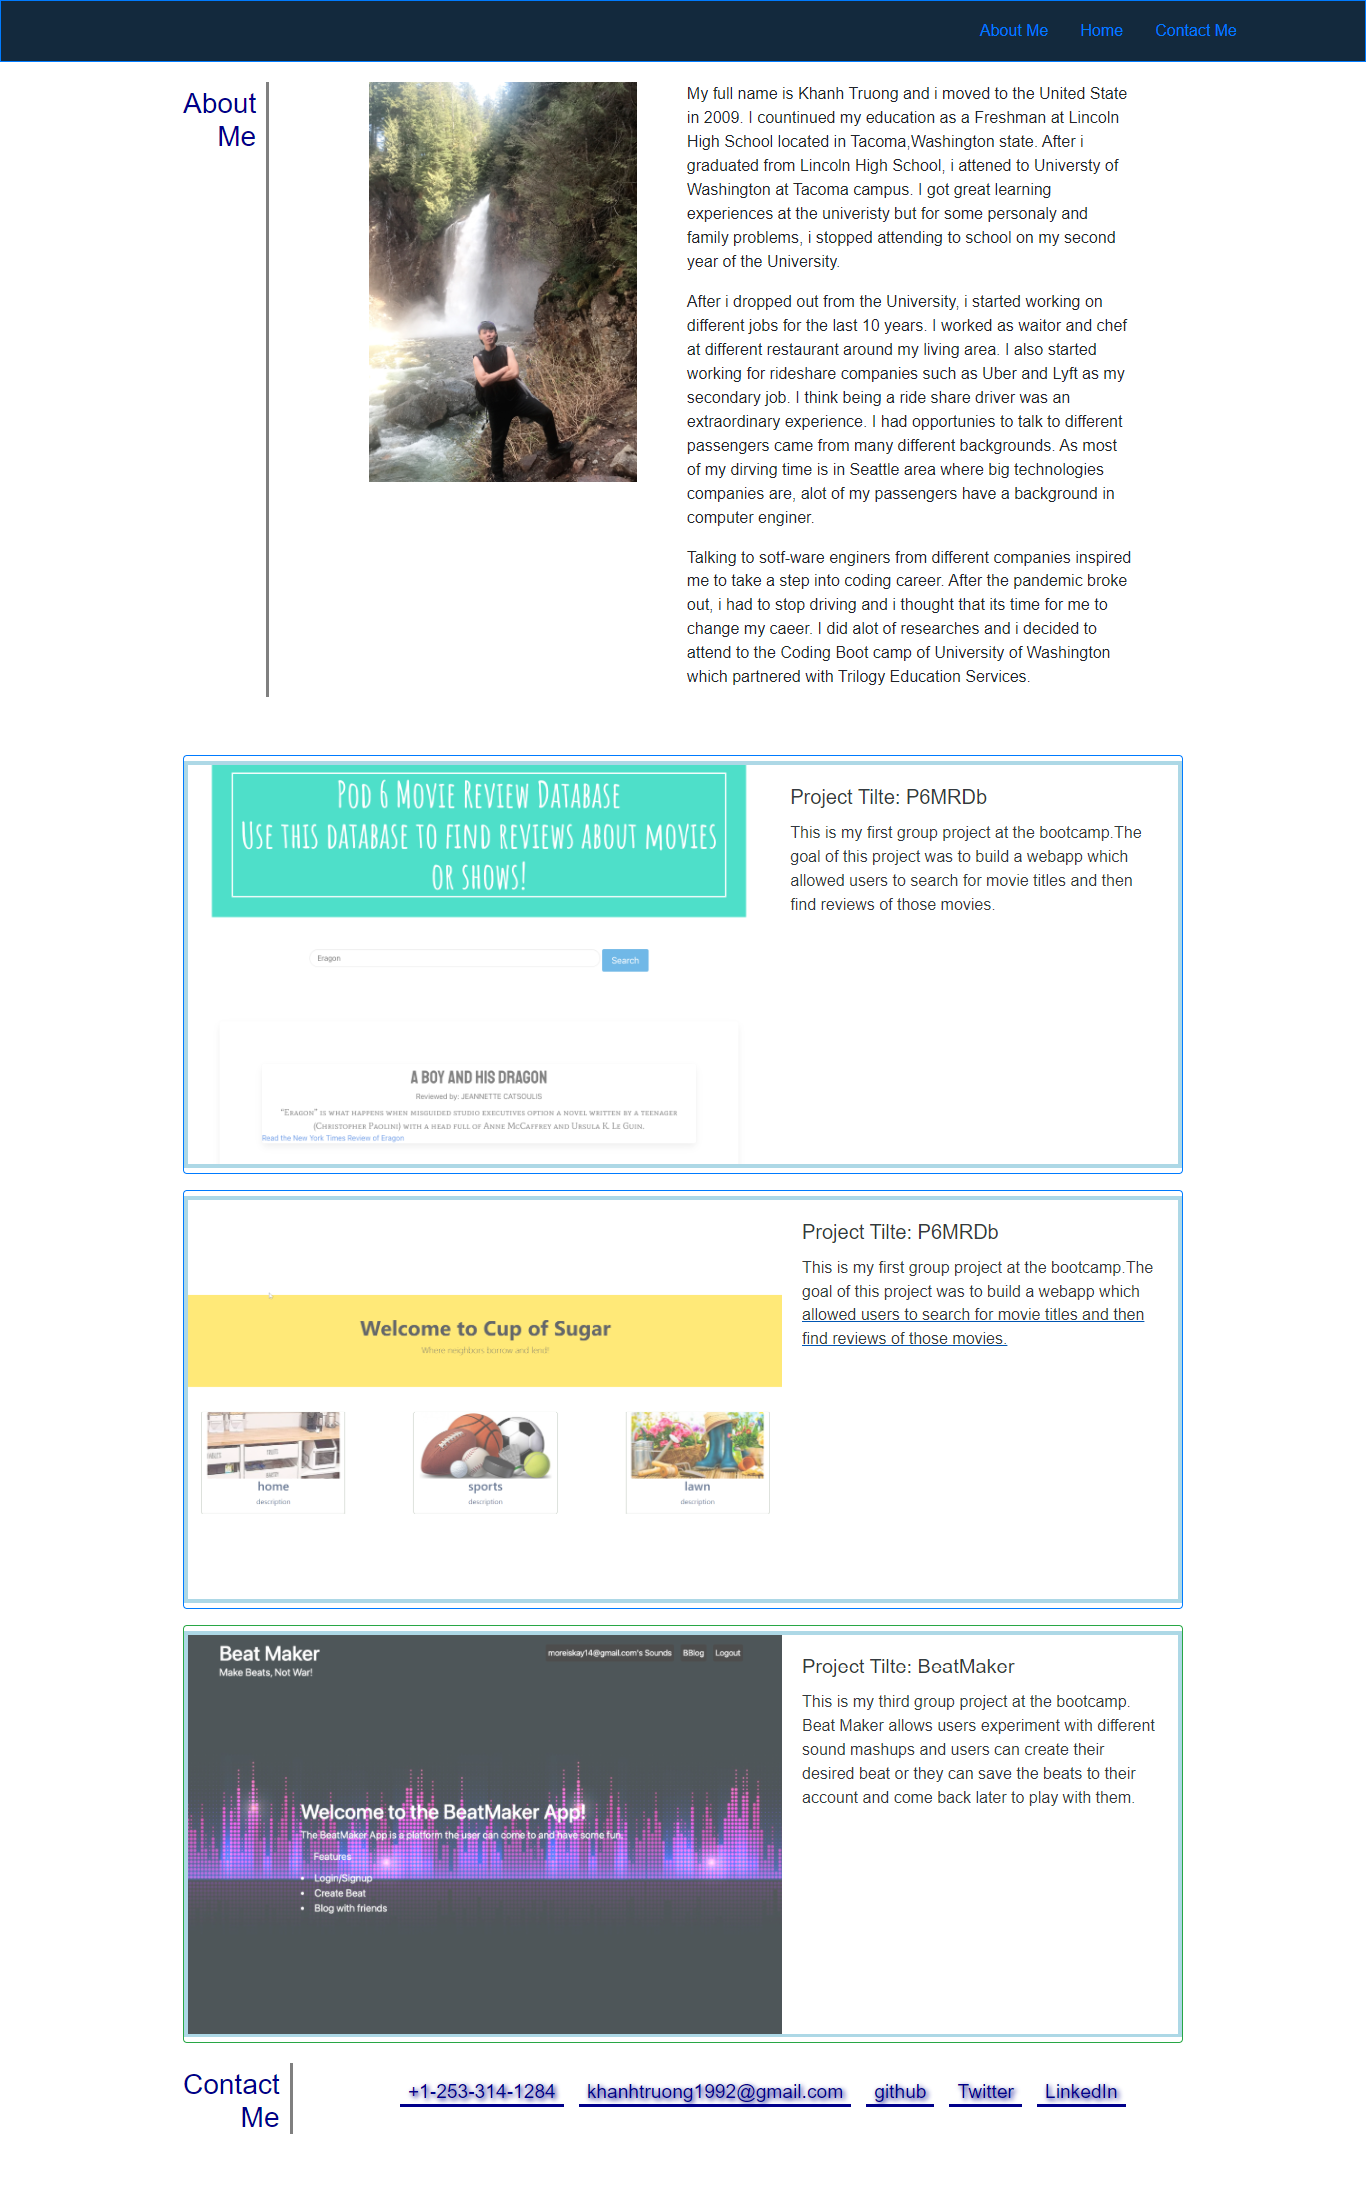 About Me Home Contact Me
About
Me
My full name is Khanh Truong and i moved to the United State
in 2009. I countinued my education as a Freshman at Lincoln
High School located in Tacoma,Washington state. After i
graduated from Lincoln High School, i attened to Universty of
Washington at Tacoma campus. I got great learning
experiences at the univeristy but for some personaly and
family problems, i stopped attending to school on my second
year of the University.
After i dropped out from the University, i started working on
different jobs for the last 10 years. I worked as waitor and chef
at different restaurant around my living area. I also started
working for rideshare companies such as Uber and Lyft as my
secondary job. I think being a ride share driver was an
extraordinary experience. I had opportunies to talk to different
passengers came from many different backgrounds. As most
of my dirving time is in Seattle area where big technologies
companies are, alot of my passengers have a background in
computer enginer.
Talking to sotf-ware enginers from different companies inspired
me to take a step into coding career. After the pandemic broke
out, i had to stop driving and i thought that its time for me to
change my caeer. I did alot of researches and i decided to
attend to the Coding Boot camp of University of Washington
which partnered with Trilogy Education Services.
Pod 6 Movie Review Database
Use this database to find reviews about movies
or shows!
Eragon Search
A BOY AND HIS DRAGON
Reviewed by: JEANNETTE CATSOULIS
"Eragon" is what happens when misguided studio executives option a novel written by a teenager
(Christopher Paolini) with a head full of Anne McCaffrey and Ursula K. Le Guin.
Read the New York Times Review of Eragon
Project Tilte: P6MRDb
This is my first group project at the bootcamp.The
goal of this project was to build a webapp which
allowed users to search for movie titles and then
find reviews of those movies.
Welcome to Cup of Sugar
Where neighbors borrow and lend!
home
description
sports
description
lawn
description
Project Tilte: P6MRDb
This is my first group project at the bootcamp.The
goal of this project was to build a webapp which
allowed users to search for movie titles and then
find reviews of those movies.
Beat Maker
Make Beats, Not War!
moreiskay14@gmail.com's Sounds BBlog Logout
Welcome to the BeatMaker App!
The BeatMaker App is a platform the user can come to and have some fun.
Features
• Login/Signup
• Create Beat
• Blog with friends
Project Tilte: BeatMaker
This is my third group project at the bootcamp.
Beat Maker allows users experiment with different
sound mashups and users can create their
desired beat or they can save the beats to their
account and come back later to play with them.
Contact
Me
+1-253-314-1284 khanhtruong1992@gmail.com github Twitter LinkedIn